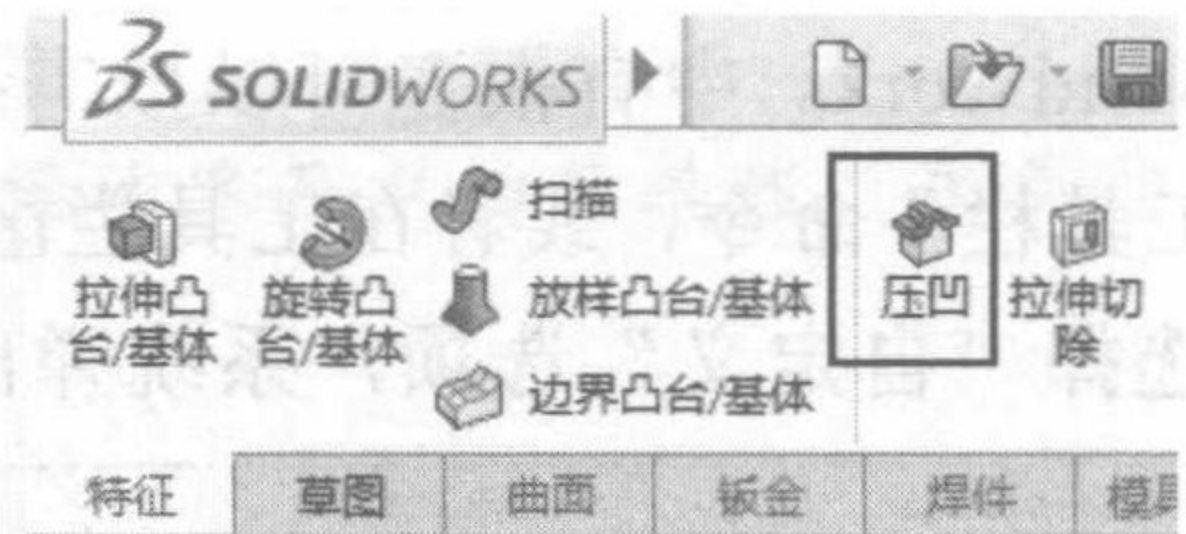 SOLIDWORKS
扫描
拉伸凸
台/基体
旋转凸
台/基体
放样凸台/基体
边界凸台/基体
压凹
拉伸切
除
特征
草图
曲面
钣金
焊件
模具